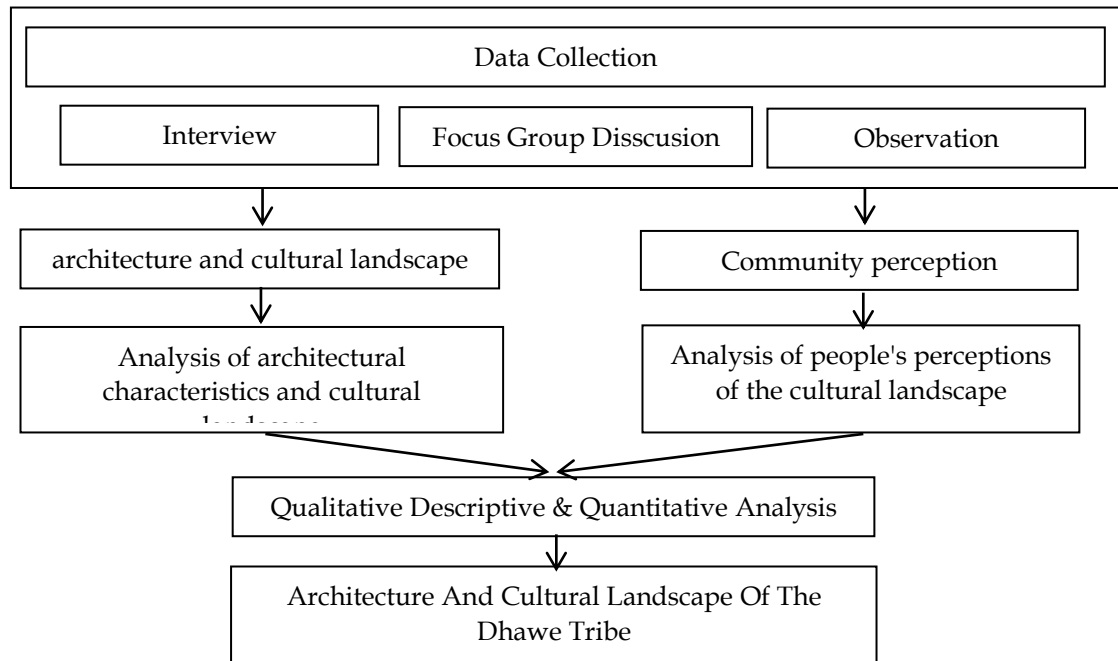 Data Collection
Interview
Focus Group Disscusion
Observation
architecture and cultural landscape
Community perception
Analysis of architectural
characteristics and cultural
Analysis of people's perceptions
of the cultural landscape
Qualitative Descriptive & Quantitative Analysis
Architecture And Cultural Landscape Of The
Dhawe Tribe